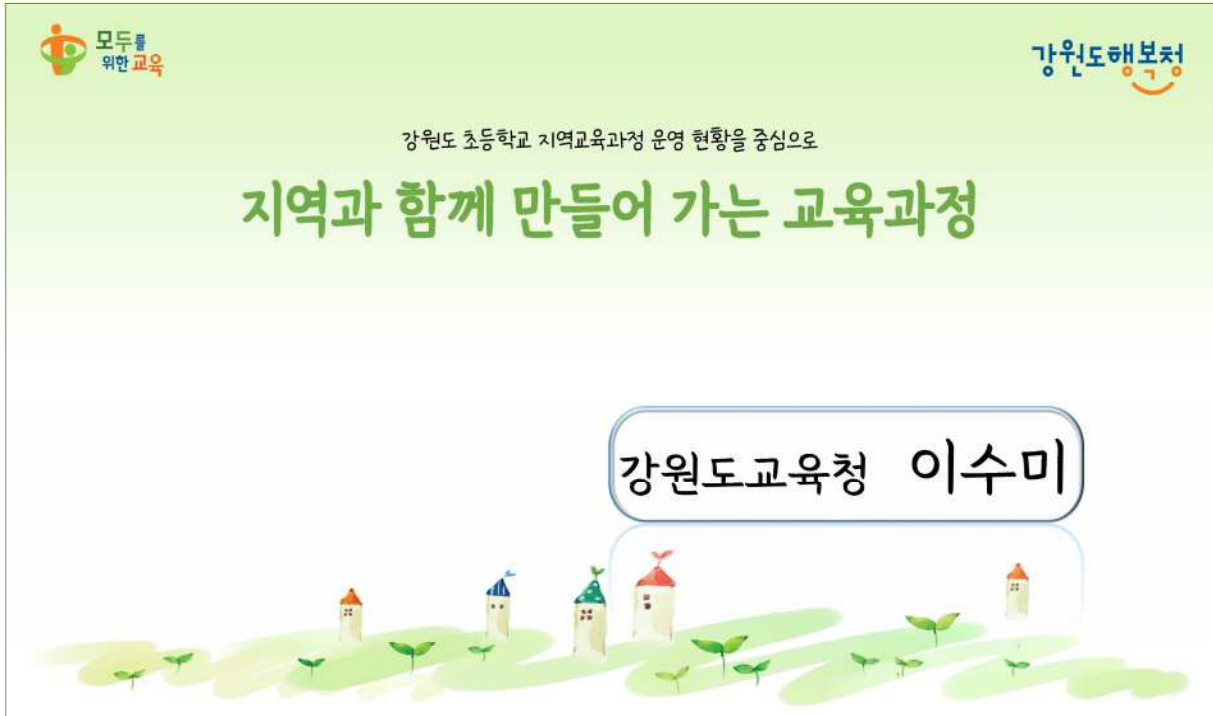 모두를
위한 교육
강원도행복청
강원도 초등학교 지역교육과정 운영 현황을 중심으로
지역과 함께 만들어 가는 교육과정
강원도교육청 이수미